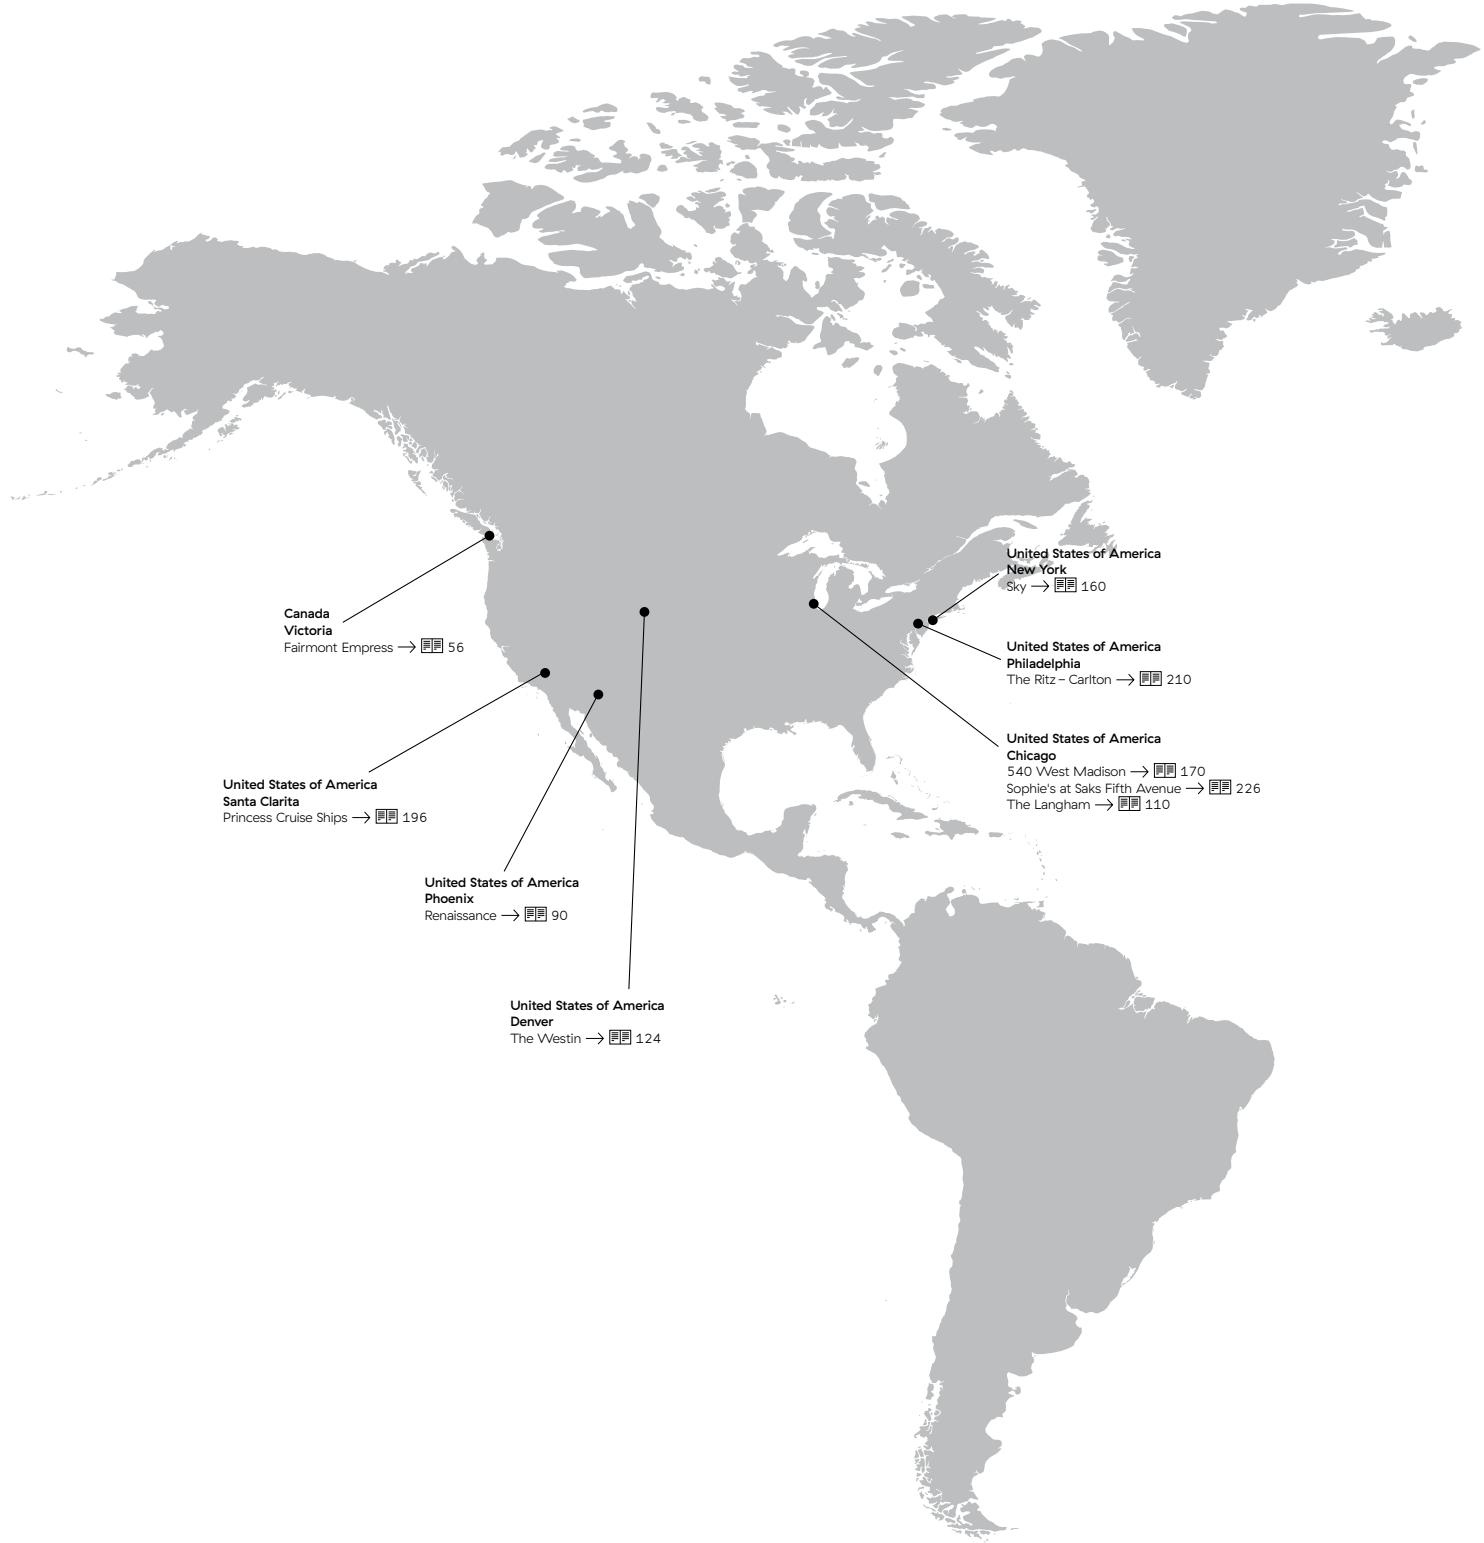 United States of America
New York
Sky → 160
Canada
Victoria
Fairmont Empress → 56
United States of America
Philadelphia
The Ritz – Carlton → 210
United States of America
Chicago
540 West Madison → 170
Sophie's at Saks Fifth Avenue → 226
The Langham → 110
United States of America
Santa Clarita
Princess Cruise Ships → 196
United States of America
Phoenix
Renaissance → 90
United States of America
Denver
The Westin → 124